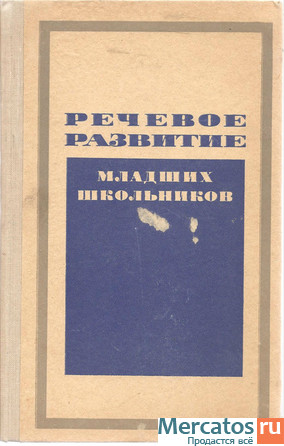 РЕЧЕВОЕ
РАЗВИТИЕ
МЛАДШИХ
ШКОЛЬНИКОВ
Mercatos.ru
Продастся всё